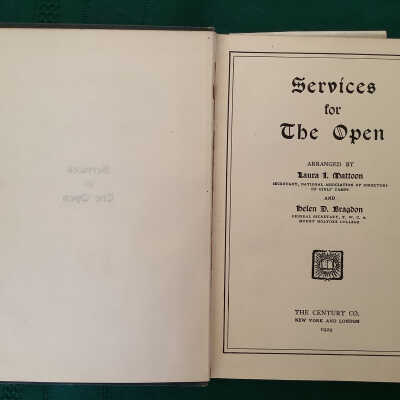 Services
for
The Open
ARRANGED BY
Laura I. Mattoon
SECRETARY, NATIONAL ASSOCIATION OF DIRECTORS
OF GIRLS' CAMPS
AND
Helen D. Bragdon
GENERAL SECRETARY, Y. W. C. A.
MOUNT HOLYOKE COLLEGE
THE CENTURY CO.
NEW YORK AND LONDON